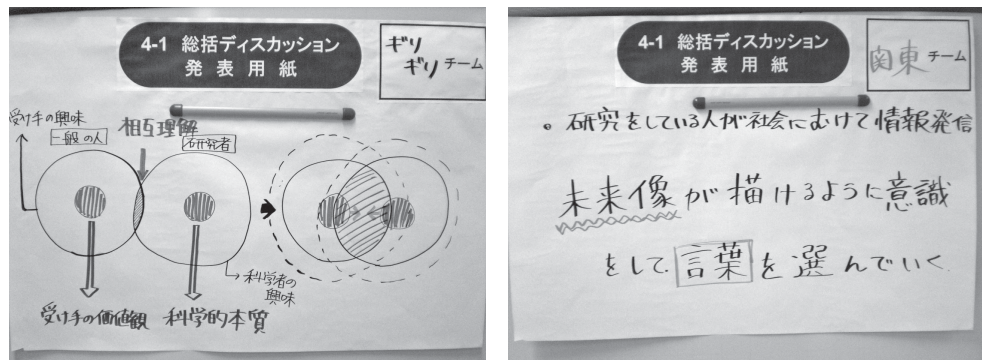 4-1 総括ディスカッション
発表用紙
ギリ
ギリ チーム
受け手の興味
一般の人
相互理解
研究者
科学者の
興味
受け手の価値観
科学的本質
4-1 総括ディスカッション
発表用紙
関東 チーム
。研究をしている人が社会にむけて情報発信
未来像が描けるように意識
をして 言葉を選んでいく